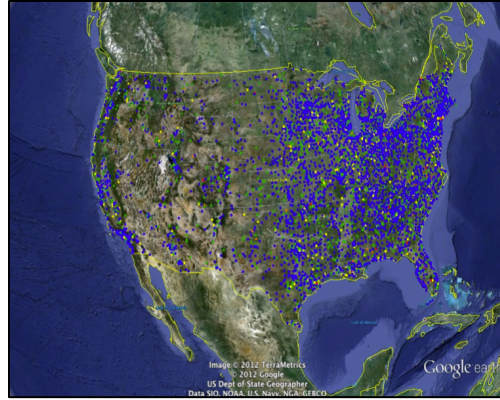 Image © 2012 TerraMetrics
© 2012 Google
US Dept of State Geographer
Data SIO, NOAA, U.S. Navy, NGA, GEBCO
Google earth